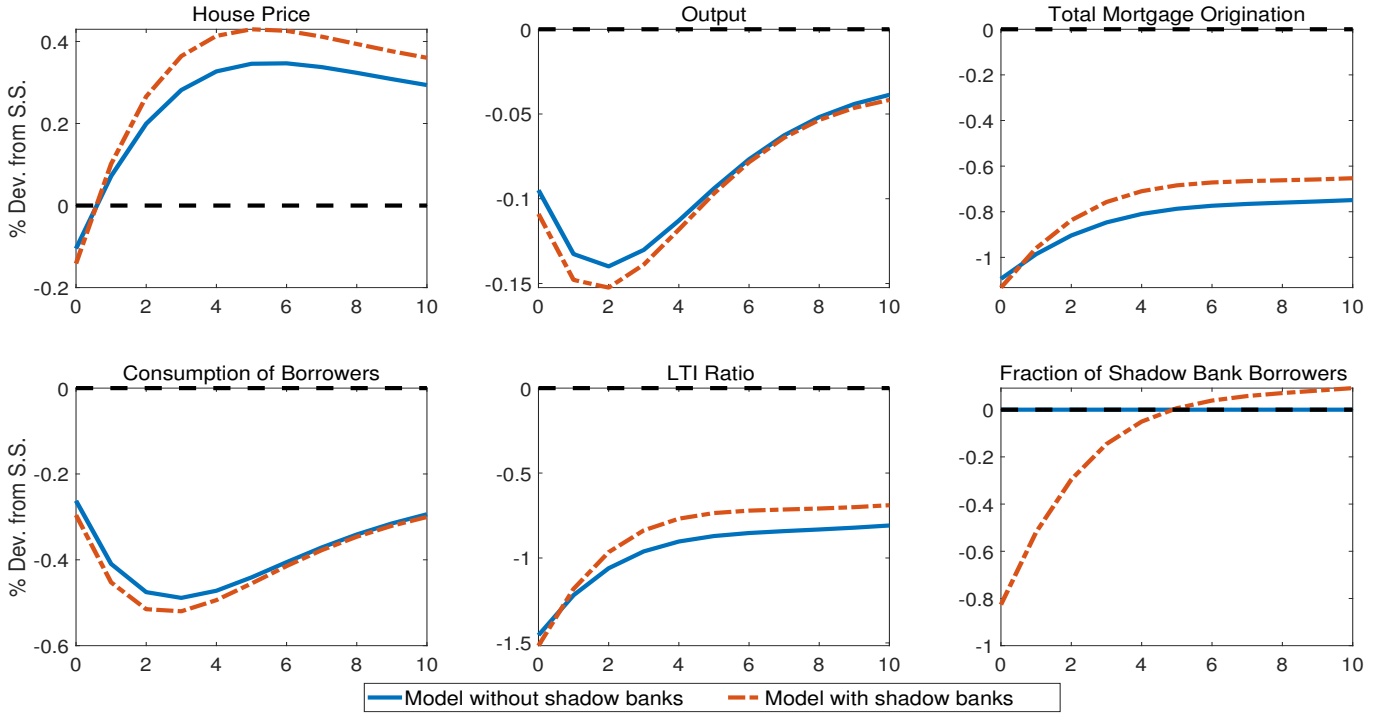 House Price
Output
Total Mortgage Origination
% Dev. from S.S.
0.4
0.2
0
-0.2
0 2 4 6 8 10
0
-0.05
-0.1
-0.15
0 2 4 6 8 10
0
-0.2
-0.4
-0.6
-0.8
-1
0 2 4 6 8 10
Consumption of Borrowers
LTI Ratio
Fraction of Shadow Bank Borrowers
% Dev. from S.S.
0
-0.2
-0.4
-0.6
0 2 4 6 8 10
0
-0.5
-1
-1.5
0 2 4 6 8 10
0
-0.2
-0.4
-0.6
-0.8
-1
0 2 4 6 8 10
Model without shadow banks
Model with shadow banks